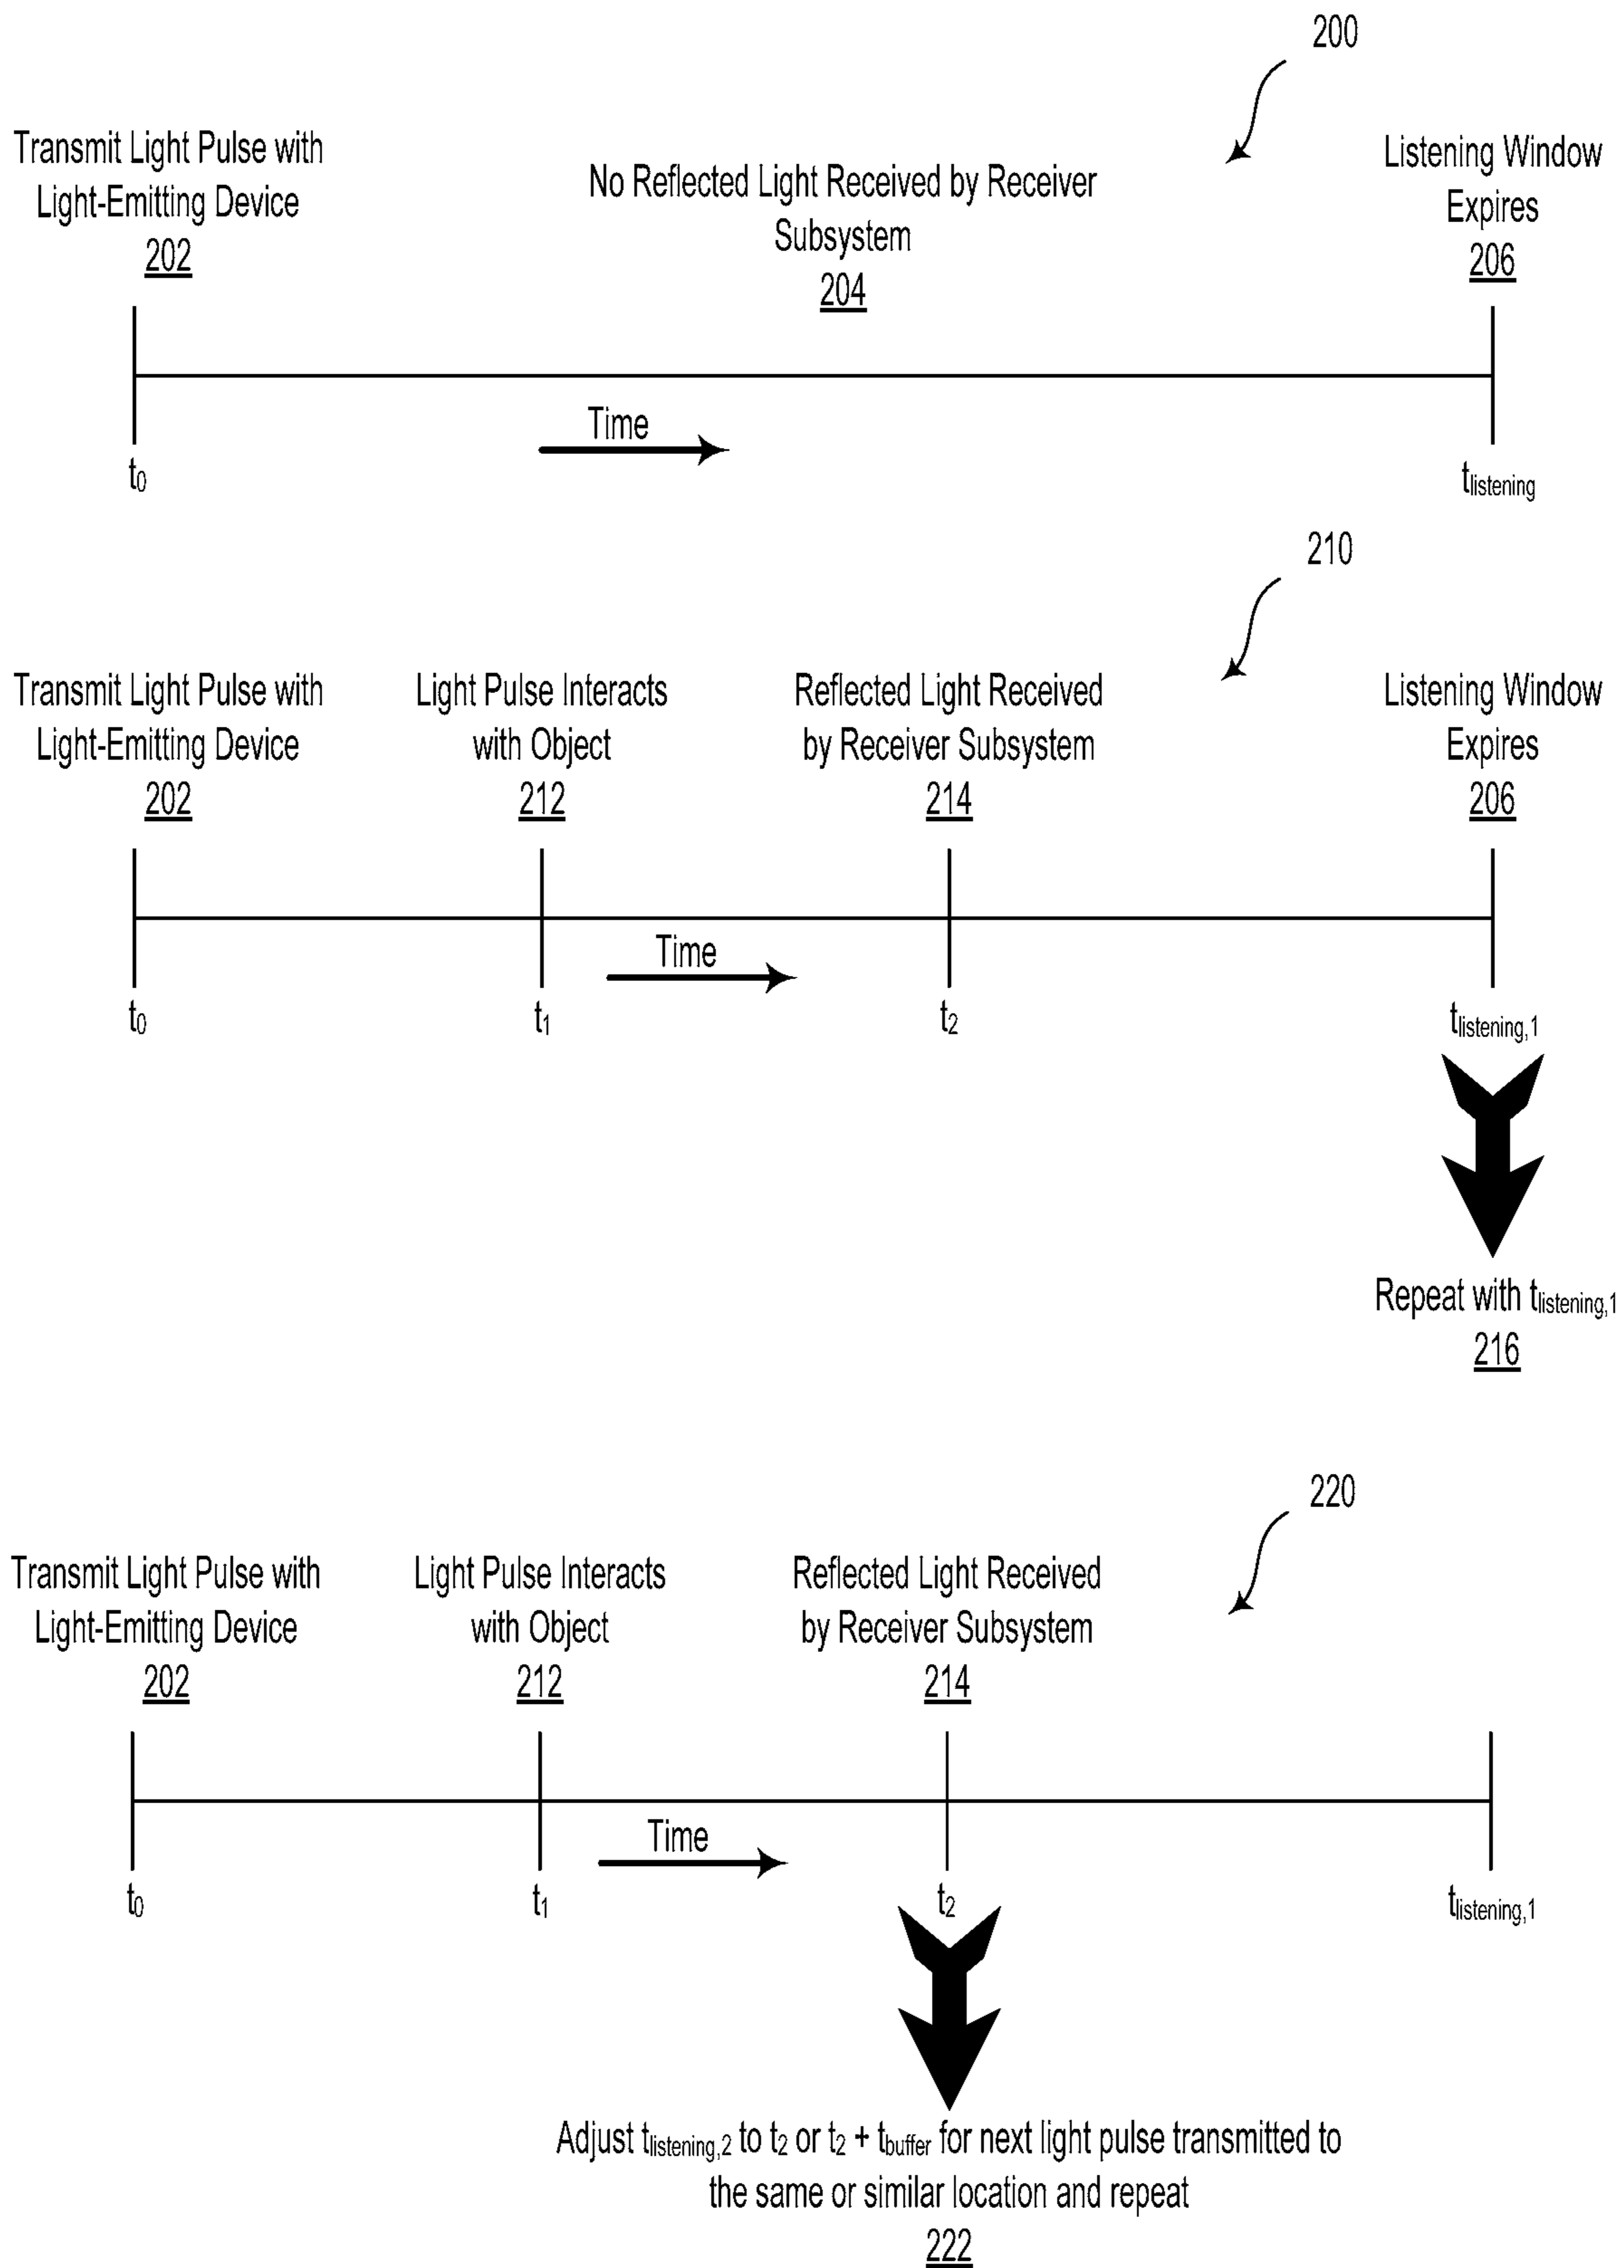 200
Transmit Light Pulse with
Light-Emitting Device
202
No Reflected Light Received by Receiver
Subsystem
204
Listening Window
Expires
206
Time
t0
tlistening
210
Transmit Light Pulse with
Light-Emitting Device
202
Light Pulse Interacts
with Object
212
Reflected Light Received
by Receiver Subsystem
214
Listening Window
Expires
206
Time
t0
t1
t2
tlistening,1
Repeat with tlistening,1
216
220
Transmit Light Pulse with
Light-Emitting Device
202
Light Pulse Interacts
with Object
212
Reflected Light Received
by Receiver Subsystem
214
Time
t0
t1
t2
tlistening,1
Adjust tlistening,2 to t2 or t2 + tbuffer for next light pulse transmitted to
the same or similar location and repeat
222